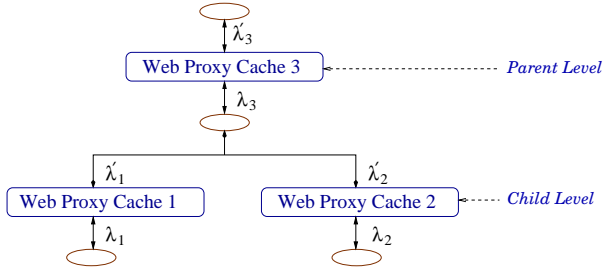 λ′3
Web Proxy Cache 3
Parent Level
λ3
λ′1
λ′2
Web Proxy Cache 1
Web Proxy Cache 2
Child Level
λ1
λ2